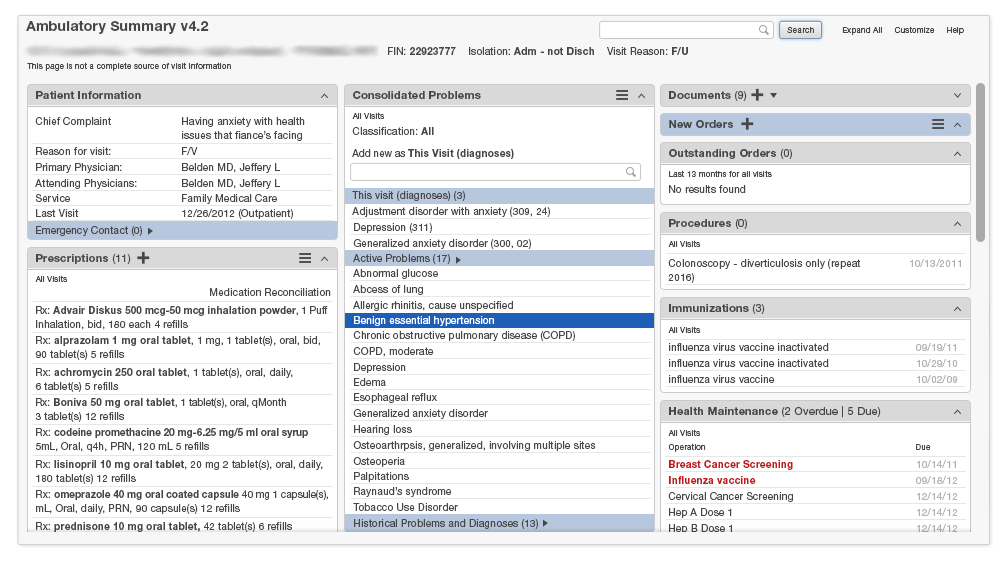 Ambulatory Summary v4.2
Search
Expand All Customize Help
FIN: 22923777 Isolation: Adm - not Disch Visit Reason: F/U
This page is not a complete source of visit information
Patient Information
Chief Complaint Having anxiety with health
issues that fiance's facing
Reason for visit: F/V
Primary Physician: Belden MD, Jeffery L
Attending Physicians: Belden MD, Jeffery L
Service Family Medical Care
Last Visit 12/26/2012 (Outpatient)
Emergency Contact (0)
Prescriptions (11)
All Visits
Medication Reconciliation
Rx: Advair Diskus 500 mcg-50 mcg inhalation powder, 1 Puff
Inhalation, bid, 180 each 4 refills
Rx: alprazolam 1 mg oral tablet, 1 mg, 1 tablet(s), oral, bid,
90 tablet(s) 5 refills
Rx: achromycin 250 oral tablet, 1 tablet(s), oral, daily,
6 tablet(s) 5 refills
Rx: Boniva 50 mg oral tablet, 1 tablet(s), oral, qMonth
3 tablet(s) 12 refills
Rx: codeine promethacine 20 mg-6.25 mg/5 ml oral syrup
5mL, Oral, q4h, PRN, 120 mL 5 refills
Rx: lisinopril 10 mg oral tablet, 20 mg 2 tablet(s), oral, daily,
180 tablet(s) 12 refills
Rx: omeprazole 40 mg oral coated capsule 40 mg 1 capsule(s),
mL, Oral, daily, PRN, 90 capsule(s) 12 refills
Rx: prednisone 10 mg oral tablet, 42 tablet(s) 6 refills
Consolidated Problems
All Visits
Classification: All
Add new as This Visit (diagnoses)
This visit (diagnoses) (3)
Adjustment disorder with anxiety (309, 24)
Depression (311)
Generalized anxiety disorder (300, 02)
Active Problems (17)
Abnormal glucose
Abcess of lung
Allergic rhinitis, cause unspecified
Benign essential hypertension
Chronic obstructive pulmonary disease (COPD)
COPD, moderate
Depression
Edema
Esophageal reflux
Generalized anxiety disorder
Hearing loss
Osteoarthrpsis, generalized, involving multiple sites
Osteoperia
Palpitations
Raynaud's syndrome
Tobacco Use Disorder
Historical Problems and Diagnoses (13)
Documents (9)
New Orders
Outstanding Orders (0)
Last 13 months for all visits
No results found
Procedures (0)
All Visits
Colonoscopy - diverticulosis only (repeat 10/13/2011
2016)
Immunizations (3)
All Visits
influenza virus vaccine inactivated 09/19/11
influenza virus vaccine inactivated 10/29/10
influenza virus vaccine 10/02/09
Health Maintenance (2 Overdue | 5 Due)
All Visits
Operation Due
Breast Cancer Screening 10/14/11
Influenza vaccine 09/18/12
Cervical Cancer Screening 12/14/12
Hep A Dose 1 12/14/12
Hep B Dose 1 12/14/12